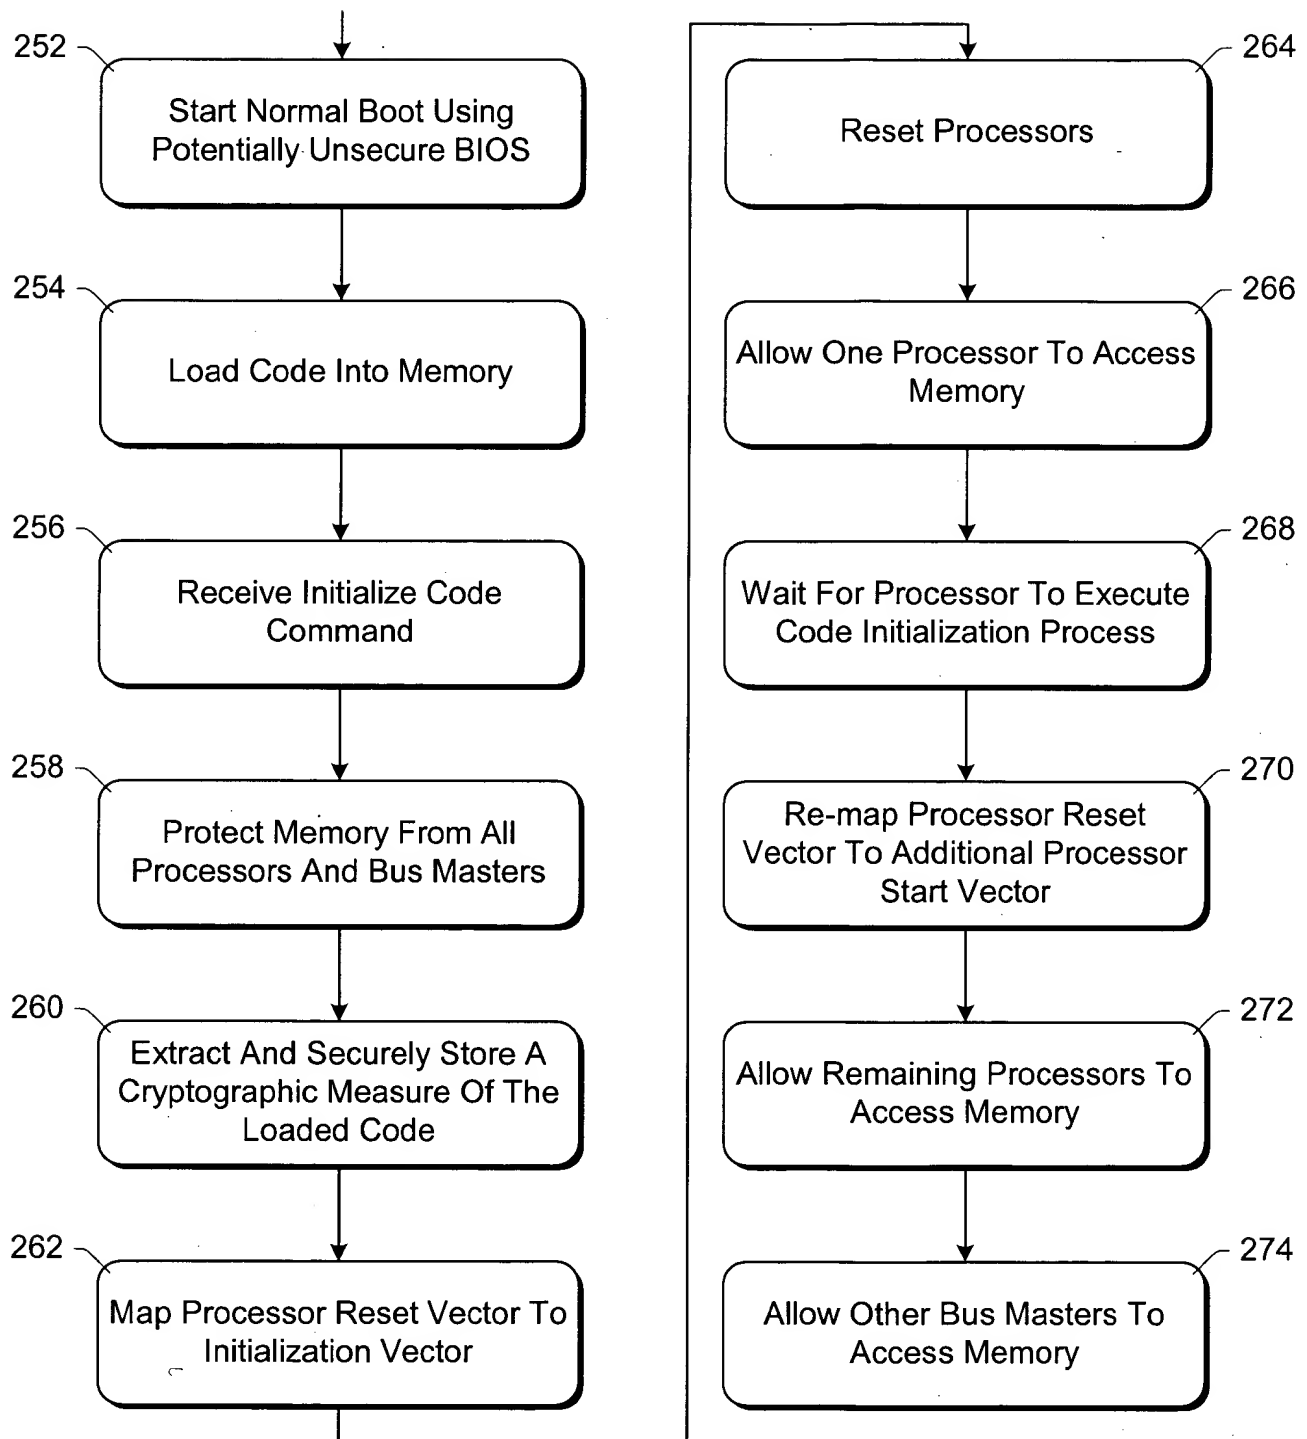 252
Start Normal Boot Using
Potentially Unsecure BIOS
254
Load Code Into Memory
256
Receive Initialize Code
Command
258
Protect Memory From All
Processors And Bus Masters
260
Extract And Securely Store A
Cryptographic Measure Of The
Loaded Code
262
Map Processor Reset Vector To
Initialization Vector
264
Reset Processors
266
Allow One Processor To Access
Memory
268
Wait For Processor To Execute
Code Initialization Process
270
Re-map Processor Reset
Vector To Additional Processor
Start Vector
272
Allow Remaining Processors To
Access Memory
274
Allow Other Bus Masters To
Access Memory